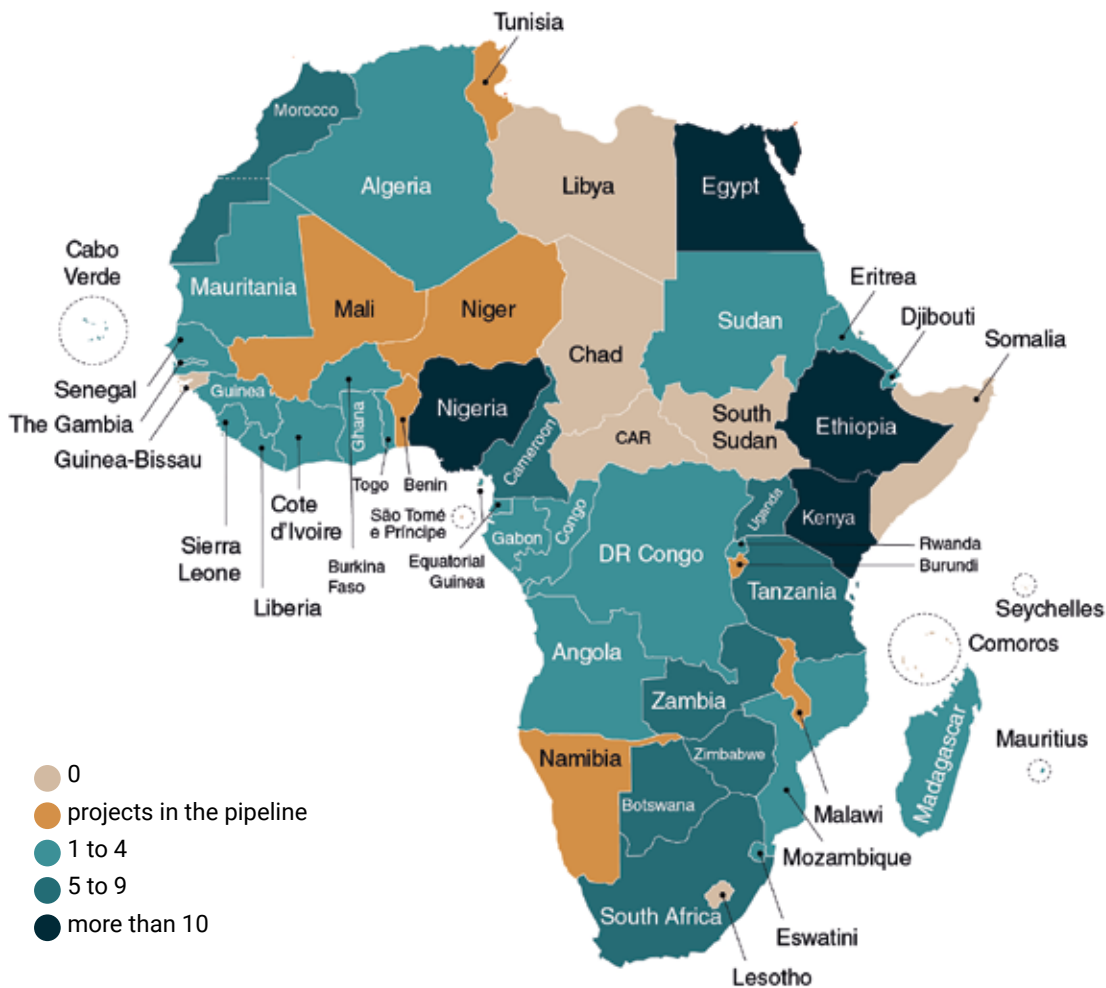 Tunisia
Morocco
Algeria
Libya
Egypt
Cabo
Verde
Mauritania
Mali
Niger
Chad
Sudan
Eritrea
Djibouti
Somalia
Senegal
The Gambia
Guinea-Bissau
Guinea
Ghana
Nigeria
Cameroon
CAR
South
Sudan
Ethiopia
Togo
Benin
Cote
d'Ivoire
Sierra
Leone
Liberia
Burkina
Faso
São Tomé
e Príncipe
Equatorial
Guinea
Gabon
Congo
DR Congo
Uganda
Kenya
Rwanda
Burundi
Tanzania
Seychelles
Comoros
Angola
Zambia
Malawi
Mozambique
Madagascar
Mauritius
Namibia
Zimbabwe
Botswana
South Africa
Eswatini
Lesotho
0
projects in the pipeline
1 to 4
5 to 9
more than 10